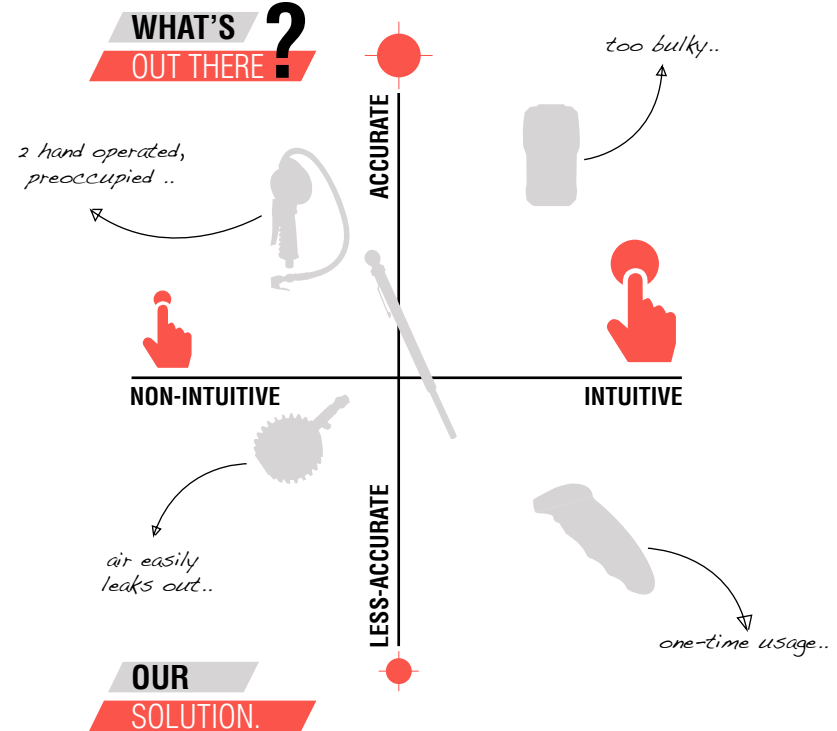 WHAT'S
OUT THERE ?
too bulky..
ACCURATE
2 hand operated,
preoccupied ..
NON-INTUITIVE
INTUITIVE
LESS-ACCURATE
air easily
leaks out..
one-time usage..
OUR
SOLUTION.